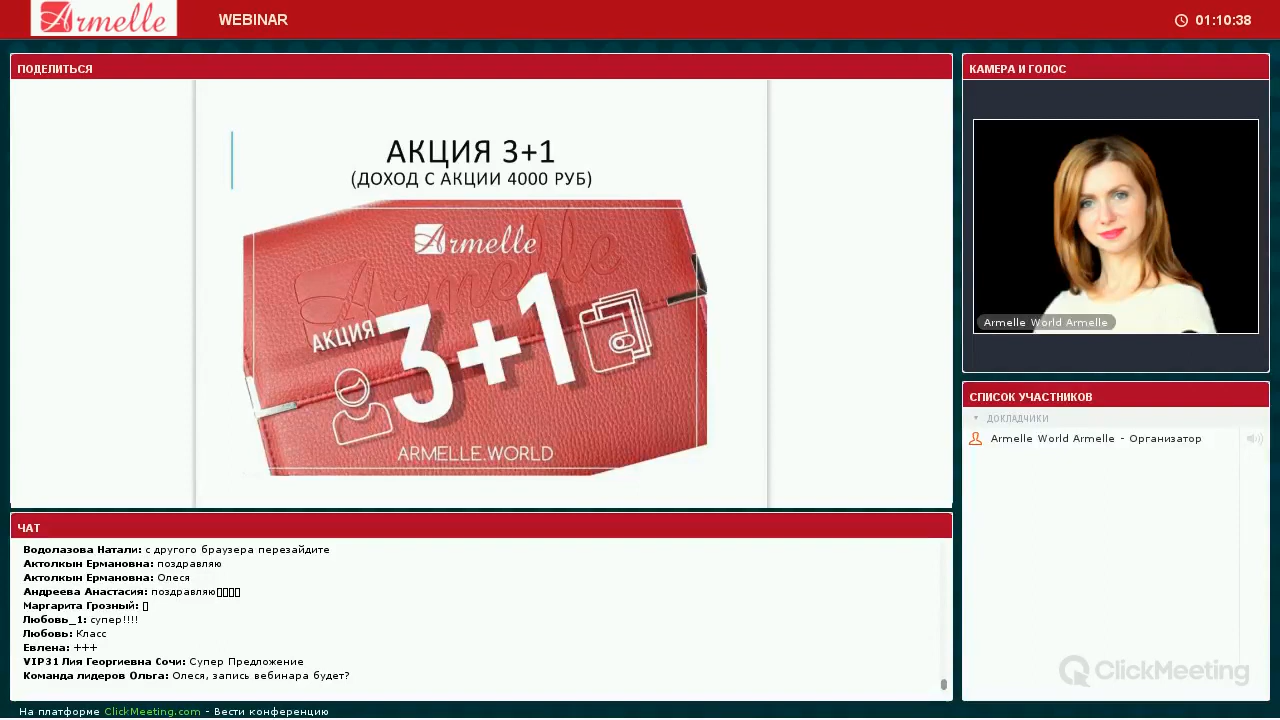 Armelle
WEBINAR
01:10:38
ПОДЕЛИТЬСЯ
АКЦИЯ 3+1
(ДОХОД С АКЦИИ 4000 РУБ)
Armelle
Armelle
АКЦИЯ
3+1
ARMELLE.WORLD
ЧАТ
Водолазова Натали: с другого браузера перезайдите
Актолкын Ермановна: поздравляю
Актолкын Ермановна: Олеся
Андреева Анастасия: поздравляю▯▯▯▯
Маргарита Грозный: ▯
Любовь_1: супер!!!!
Любовь: Класс
Евлена: +++
VIP31 Лия Георгиевна Сочи: Супер Предложение
Команда лидеров Ольга: Олеся, запись вебинара будет?
На платформе ClickMeeting.com - Вести конференцию
КАМЕРА И ГОЛОС
Armelle World Armelle
СПИСОК УЧАСТНИКОВ
ДОКЛАДЧИКИ
Armelle World Armelle - Организатор
ClickMeeting